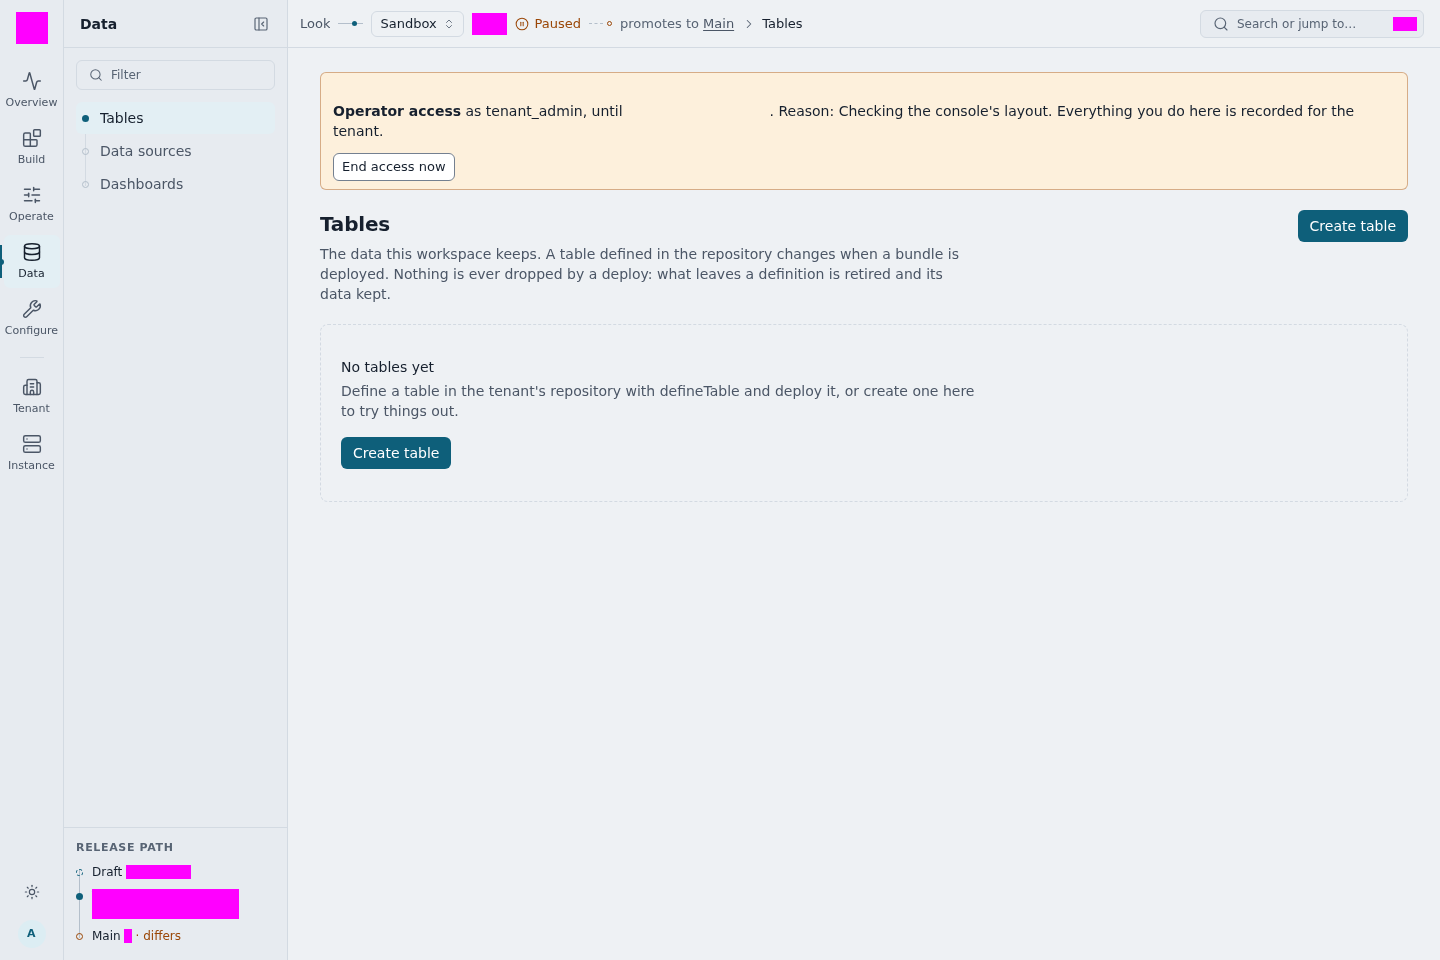 Data
Look
Sandbox
Paused
promotes to Main
Tables
Search or jump to…
Overview
Build
Operate
Data
Configure
Tenant
Instance
A
Filter
Tables
Data sources
Dashboards
RELEASE PATH
Draft
Main · differs
Operator access as tenant_admin, until . Reason: Checking the console's layout. Everything you do here is recorded for the
tenant.
End access now
Tables
Create table
The data this workspace keeps. A table defined in the repository changes when a bundle is
deployed. Nothing is ever dropped by a deploy: what leaves a definition is retired and its
data kept.
No tables yet
Define a table in the tenant's repository with defineTable and deploy it, or create one here
to try things out.
Create table